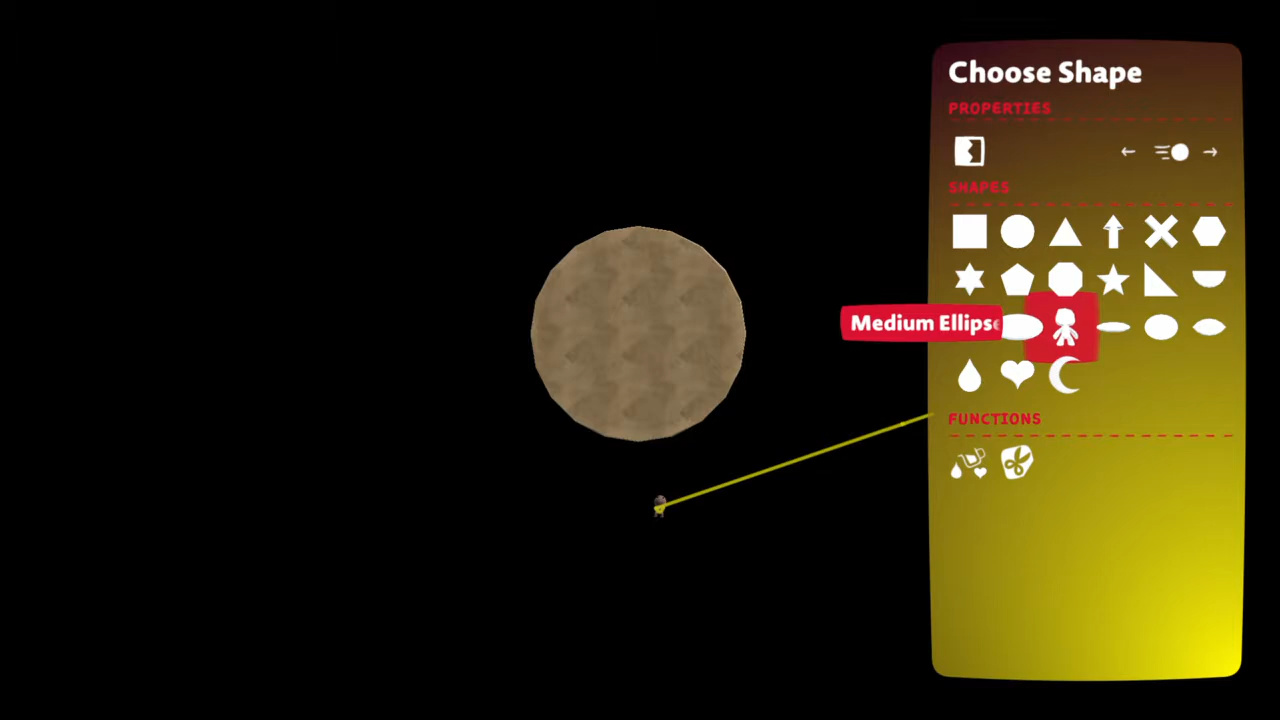 Choose Shape
PROPERTIES
SHAPES
Medium Ellipse
FUNCTIONS